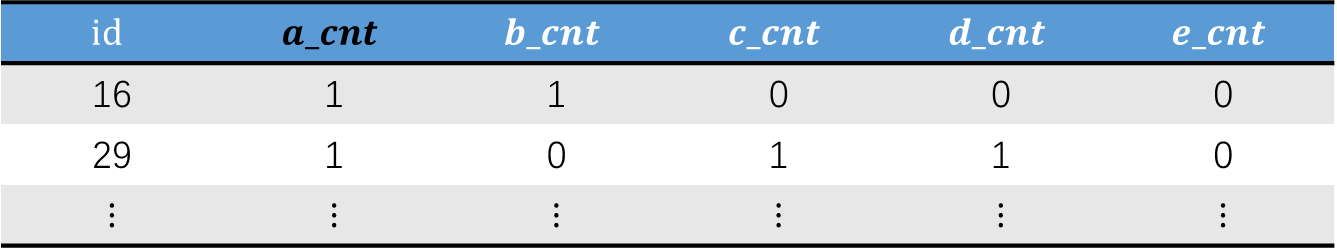 id a_cnt b_cnt c_cnt d_cnt e_cnt
16 1 1 0 0 0
29 1 0 1 1 0
⋮ ⋮ ⋮ ⋮ ⋮ ⋮